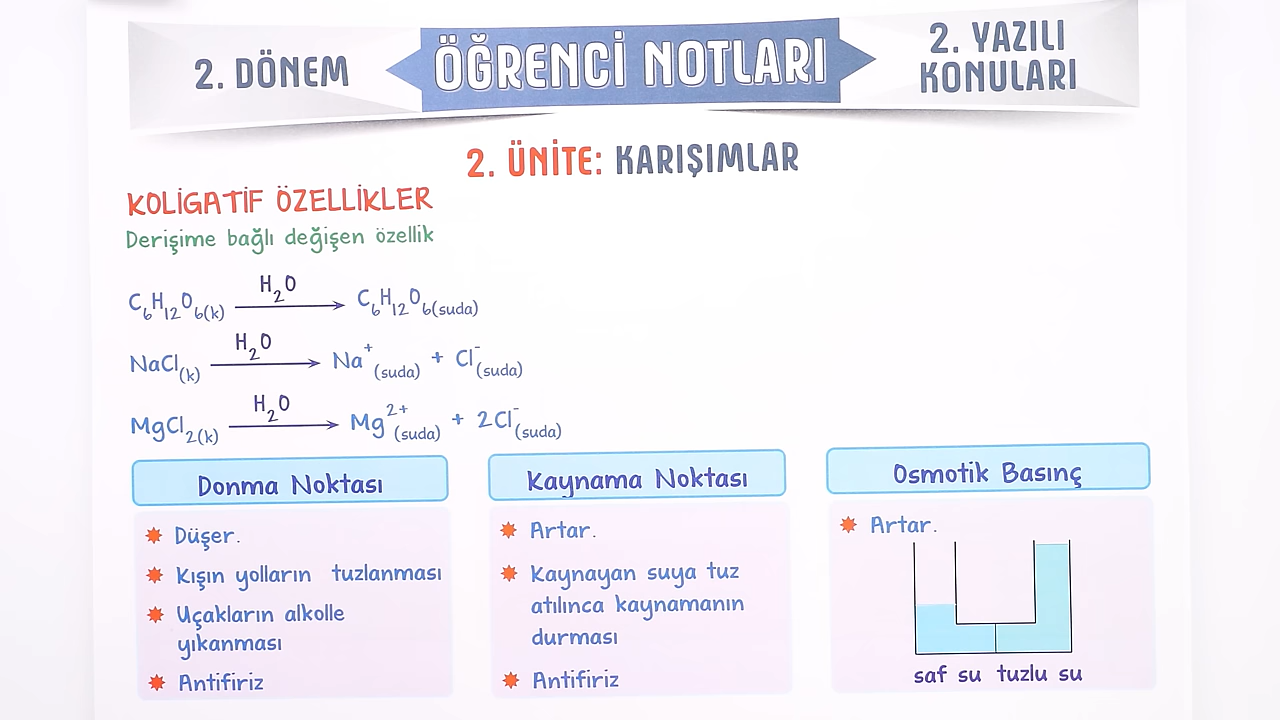 2. DÖNEM
ÖĞRENCİ NOTLARI
2. YAZILI
KONULARI
2. ÜNİTE: KARIŞIMLAR
KOLİGATİF ÖZELLİKLER
Derişime bağlı değişen özellik
C₆H₁₂O₆(k) —H₂O→ C₆H₁₂O₆(suda)
NaCl(k) —H₂O→ Na⁺(suda) + Cl⁻(suda)
MgCl₂(k) —H₂O→ Mg²⁺(suda) + 2Cl⁻(suda)
Donma Noktası
Düşer.
Kışın yolların tuzlanması
Uçakların alkolle
yıkanması
Antifiriz
Kaynama Noktası
Artar.
Kaynayan suya tuz
atılınca kaynamanın
durması
Antifiriz
Osmotik Basınç
Artar.
saf su tuzlu su